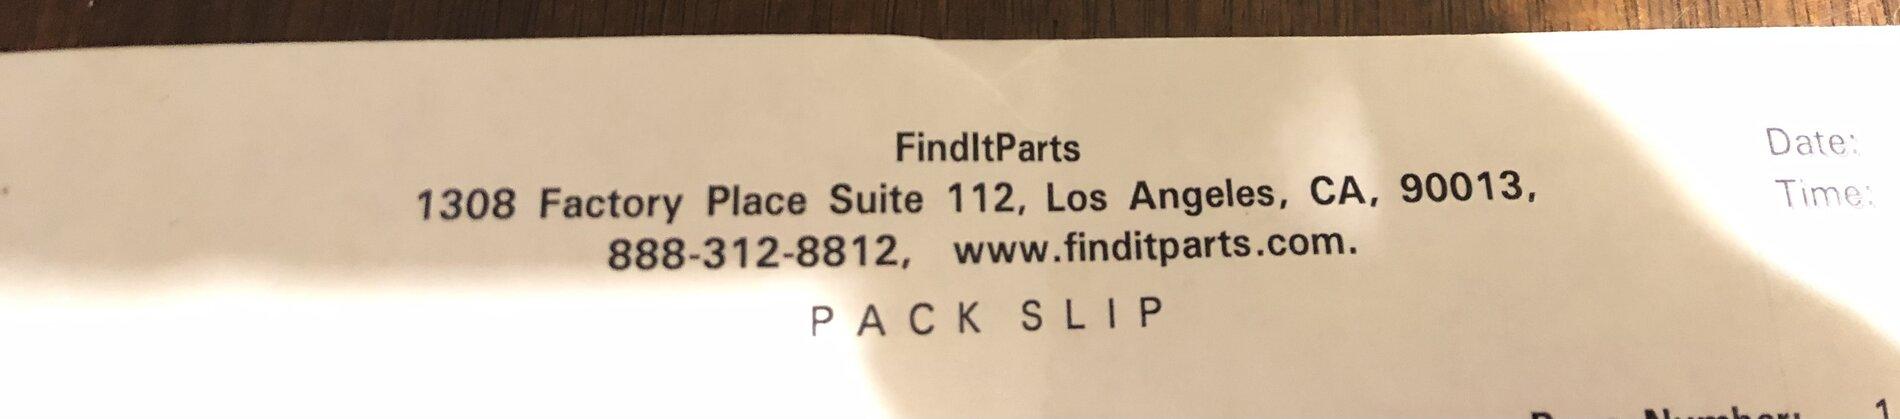 FindItParts
1308 Factory Place Suite 112, Los Angeles, CA, 90013,
888-312-8812, www.finditparts.com.
PACK SLIP
Date:
Time:
1